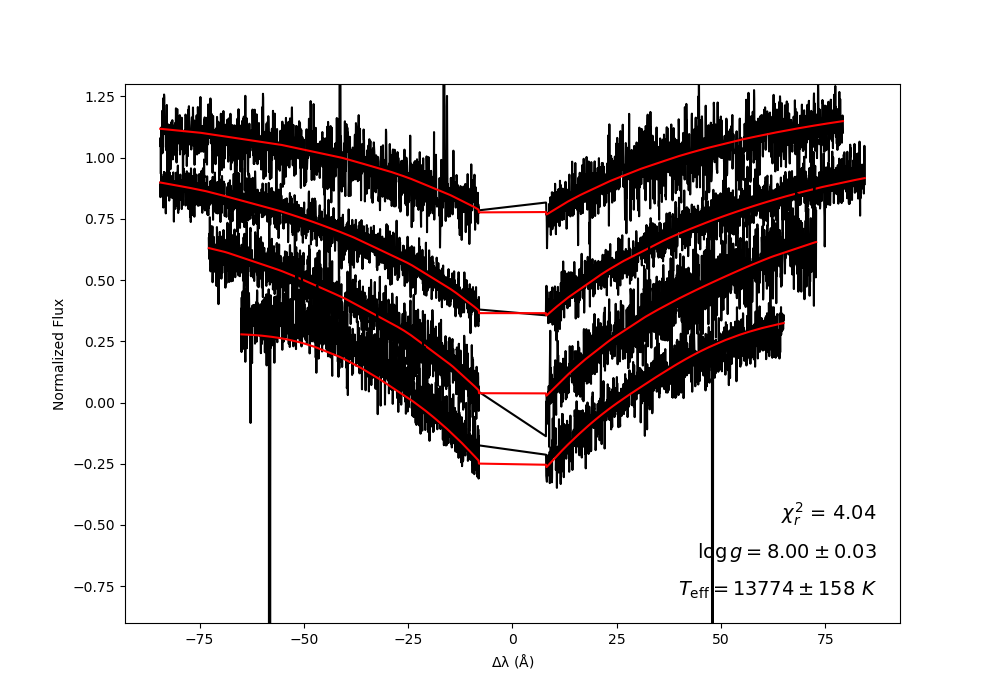 1.25
1.00
0.75
0.50
0.25
0.00
−0.25
−0.50
−0.75
Normalized Flux
−75 −50 −25 0 25 50 75
Δλ (Å)
χ²ᵣ = 4.04
log g = 8.00 ± 0.03
T_eff = 13774 ± 158 K